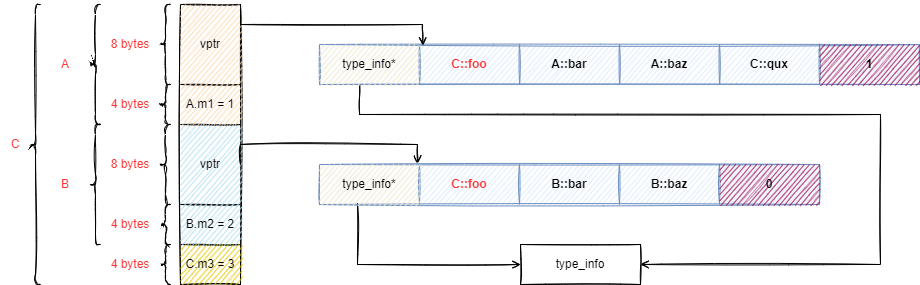 8 bytes
vptr
A
type_info*
C::foo
A::bar
A::baz
C::qux
1
4 bytes
A.m1 = 1
C
8 bytes
vptr
B
type_info*
C::foo
B::bar
B::baz
0
4 bytes
B.m2 = 2
4 bytes
C.m3 = 3
type_info